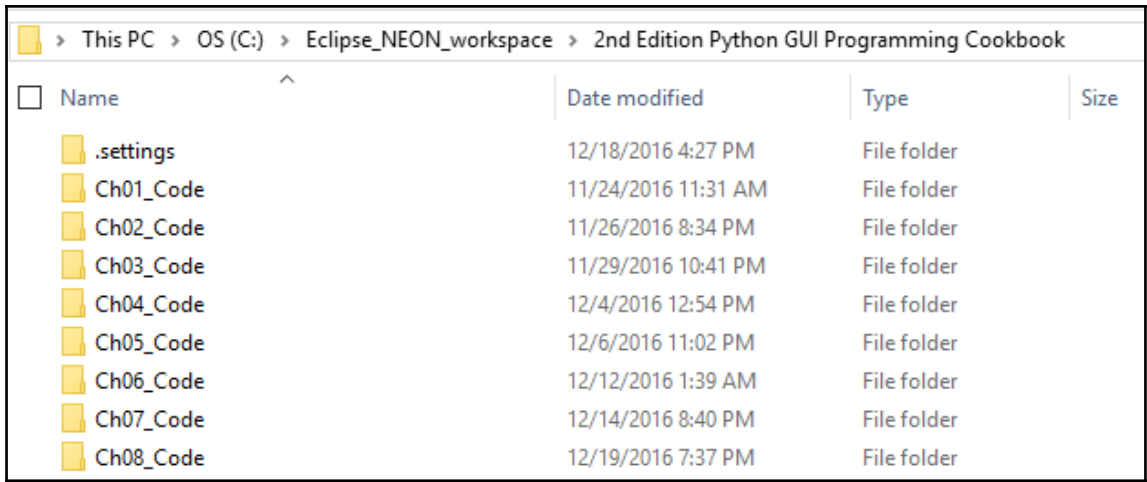 This PC > OS (C:) > Eclipse_NEON_workspace > 2nd Edition Python GUI Programming Cookbook
Name Date modified Type Size
.settings 12/18/2016 4:27 PM File folder
Ch01_Code 11/24/2016 11:31 AM File folder
Ch02_Code 11/26/2016 8:34 PM File folder
Ch03_Code 11/29/2016 10:41 PM File folder
Ch04_Code 12/4/2016 12:54 PM File folder
Ch05_Code 12/6/2016 11:02 PM File folder
Ch06_Code 12/12/2016 1:39 AM File folder
Ch07_Code 12/14/2016 8:40 PM File folder
Ch08_Code 12/19/2016 7:37 PM File folder